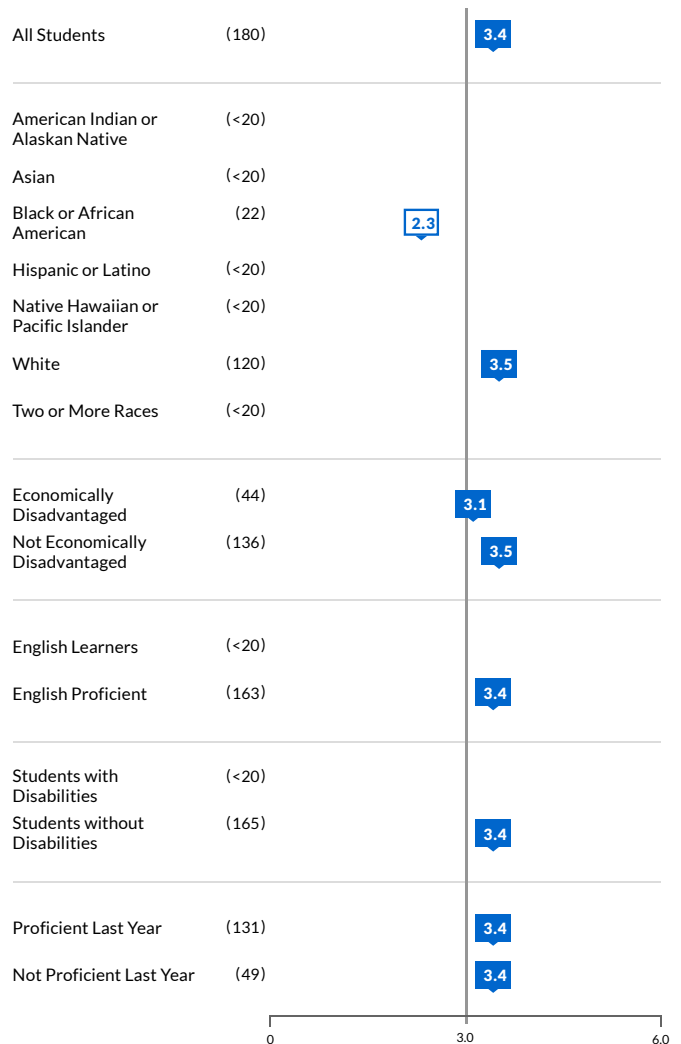 All Students (180) 3.4
American Indian or (<20)
Alaskan Native
Asian (<20)
Black or African (22) 2.3
American
Hispanic or Latino (<20)
Native Hawaiian or (<20)
Pacific Islander
White (120) 3.5
Two or More Races (<20)
Economically (44) 3.1
Disadvantaged
Not Economically (136) 3.5
Disadvantaged
English Learners (<20)
English Proficient (163) 3.4
Students with (<20)
Disabilities
Students without (165) 3.4
Disabilities
Proficient Last Year (131) 3.4
Not Proficient Last Year (49) 3.4
0 3.0 6.0